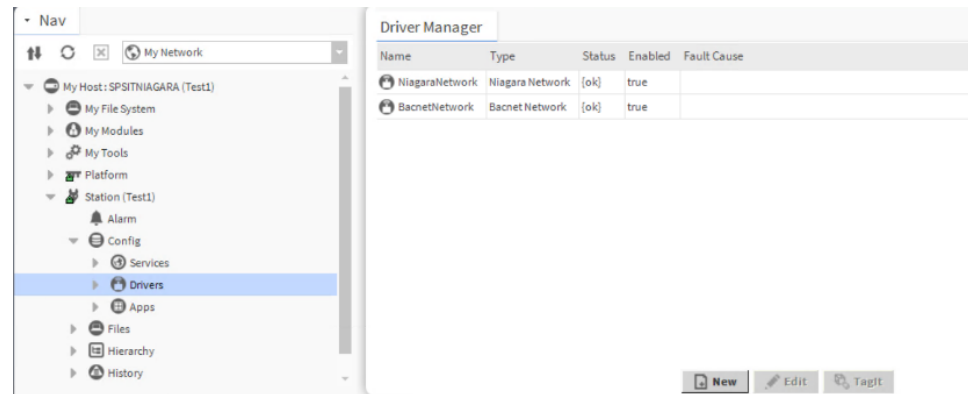 Nav
My Network
My Host: SPSITNIAGARA (Test1)
My File System
My Modules
My Tools
Platform
Station (Test1)
Alarm
Config
Services
Drivers
Apps
Files
Hierarchy
History
Driver Manager
Name Type Status Enabled Fault Cause
NiagaraNetwork Niagara Network {ok} true
BacnetNetwork Bacnet Network {ok} true
New Edit TagIt